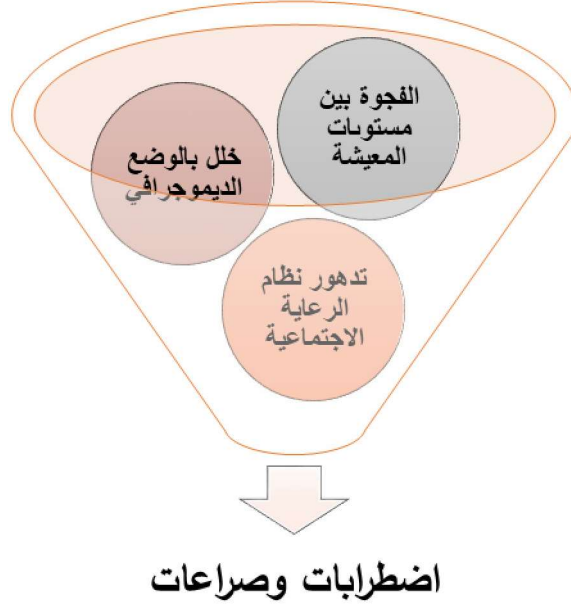 الفجوة بين
مستويات
المعيشة
خلل بالوضع
الديموجرافي
تدهور نظام
الرعاية
الاجتماعية
اضطرابات وصراعات